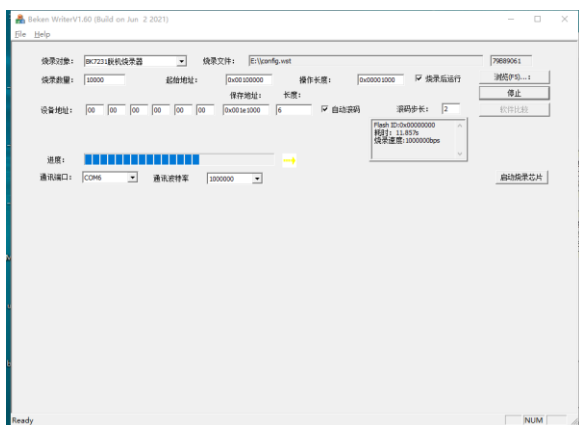 Beken WriterV1.60 (Build on Jun 2 2021)
File Help
烧录对象: BK7231脱机烧录器 烧录文件: E:\\config.wst 79B89061
烧录数量: 10000 起始地址: 0x00100000 操作长度: 0x00001000 烧录后运行 浏览(PS)...:
保存地址: 长度: 停止
设备地址: 00 00 00 00 00 00 0x001e1000 6 自动滚码 滚码步长: 2 软件比较
Flash ID:0x00000000
耗时: 11.857s
烧录速度:1000000bps
进度:
通讯端口: COM6 通讯波特率 1000000 启动烧录芯片
Ready NUM